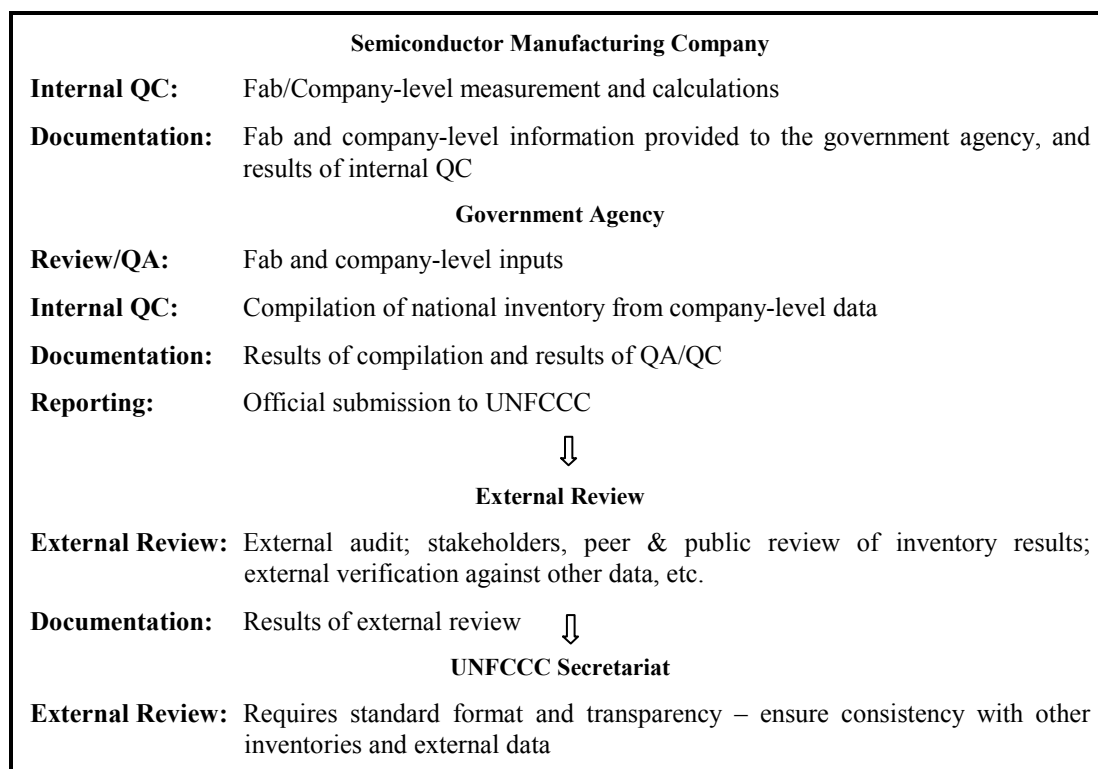 Semiconductor Manufacturing Company
Internal QC: Fab/Company-level measurement and calculations
Documentation: Fab and company-level information provided to the government agency, and
results of internal QC
Government Agency
Review/QA: Fab and company-level inputs
Internal QC: Compilation of national inventory from company-level data
Documentation: Results of compilation and results of QA/QC
Reporting: Official submission to UNFCCC
⇩
External Review
External Review: External audit; stakeholders, peer & public review of inventory results;
external verification against other data, etc.
Documentation: Results of external review ⇩
UNFCCC Secretariat
External Review: Requires standard format and transparency – ensure consistency with other
inventories and external data